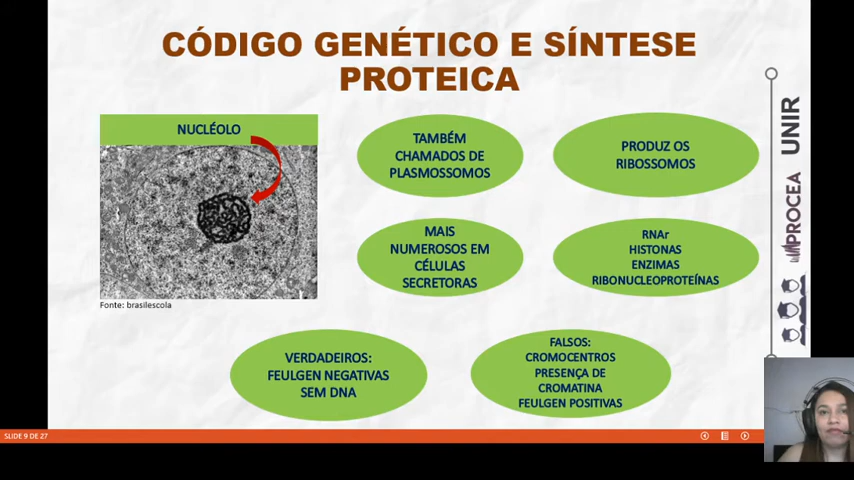 CÓDIGO GENÉTICO E SÍNTESE
PROTEICA
NUCLÉOLO
Fonte: brasilescola
TAMBÉM
CHAMADOS DE
PLASMOSSOMOS
PRODUZ OS
RIBOSSOMOS
MAIS
NUMEROSOS EM
CÉLULAS
SECRETORAS
RNAr
HISTONAS
ENZIMAS
RIBONUCLEOPROTEÍNAS
VERDADEIROS:
FEULGEN NEGATIVAS
SEM DNA
FALSOS:
CROMOCENTROS
PRESENÇA DE
CROMATINA
FEULGEN POSITIVAS
UNIR
PROCEA
SLIDE 9 DE 27